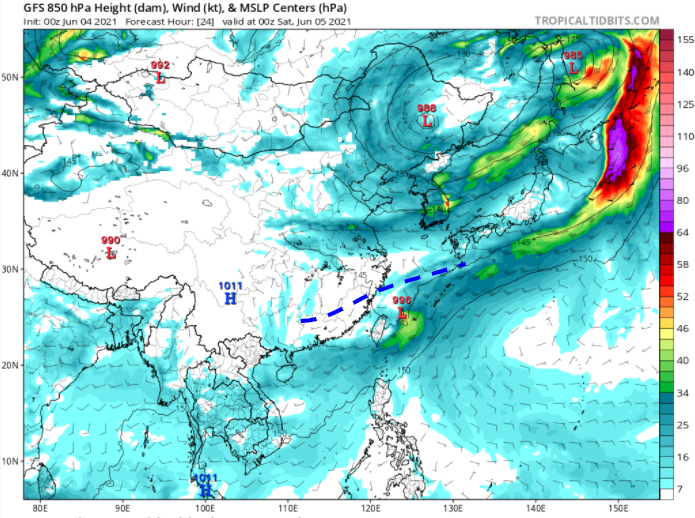 GFS 850 hPa Height (dam), Wind (kt), & MSLP Centers (hPa)
Init: 00z Jun 04 2021   Forecast Hour: [24]   valid at 00z Sat, Jun 05 2021
TROPICALTIDBITS.COM
50N
40N
30N
20N
10N
80E
90E
100E
110E
120E
130E
140E
150E
992
L
985
L
988
L
990
L
1011
H
996
L
1011
H
145
145
150
150
155
140
125
110
96
80
64
58
52
46
40
34
25
16
7